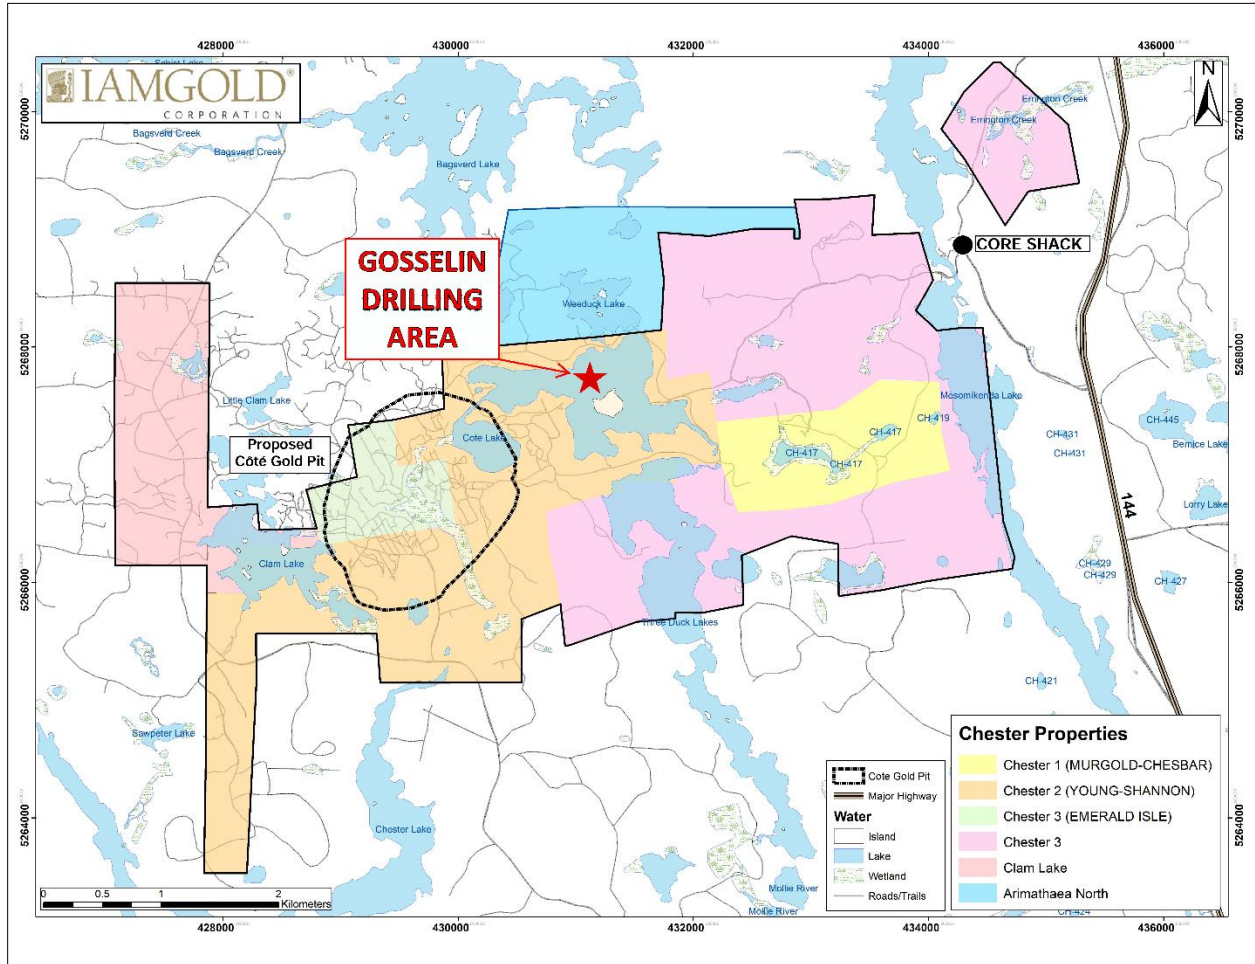 428000
430000
432000
434000
436000
IAMGOLD®
CORPORATION
N
5270000
5270000
Bagsverd Creek
Bagsverd Creek
Bagsverd Lake
Errington Creek
Errington Creek
CORE SHACK
GOSSELIN
DRILLING
AREA
Weeduck Lake
5268000
5268000
Little Clam Lake
Mesomikenda Lake
Proposed
Côté Gold Pit
Cote Lake
CH-419
CH-417
CH-417
CH-417
CH-445
CH-431
CH-431
Bernice Lake
144
Lorry Lake
Clam Lake
CH-429
CH-429
CH-427
5266000
5266000
Three Duck Lakes
CH-421
Sawpeter Lake
Chester Lake
5264000
5264000
Mollie River
Mollie River
CH-424
Cote Gold Pit
Major Highway
Water
Island
Lake
Wetland
Roads/Trails
Chester Properties
Chester 1 (MURGOLD-CHESBAR)
Chester 2 (YOUNG-SHANNON)
Chester 3 (EMERALD ISLE)
Chester 3
Clam Lake
Arimathaea North
0 0.5 1 2
Kilometers
428000
430000
432000
434000
436000